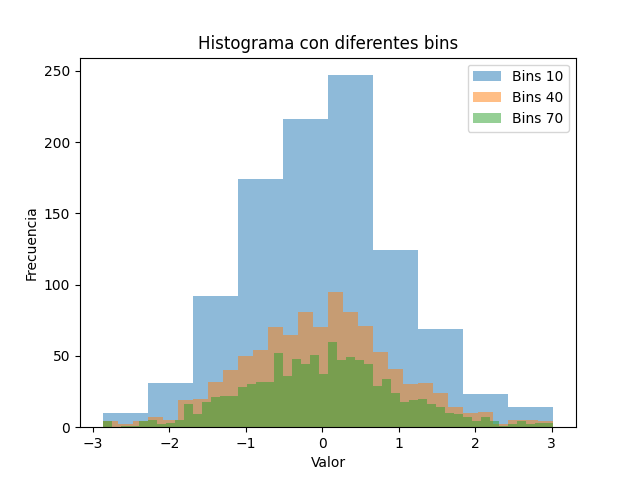 Histograma con diferentes bins
Bins 10
Bins 40
Bins 70
Frecuencia
250
200
150
100
50
0
−3
−2
−1
0
1
2
3
Valor